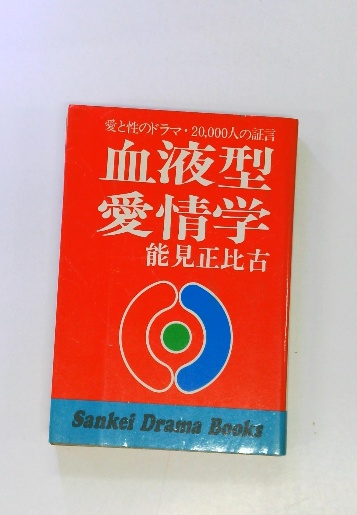 愛と性のドラマ・20,000人の証言
血液型
愛情学
能見正比古
Sankei Drama Books